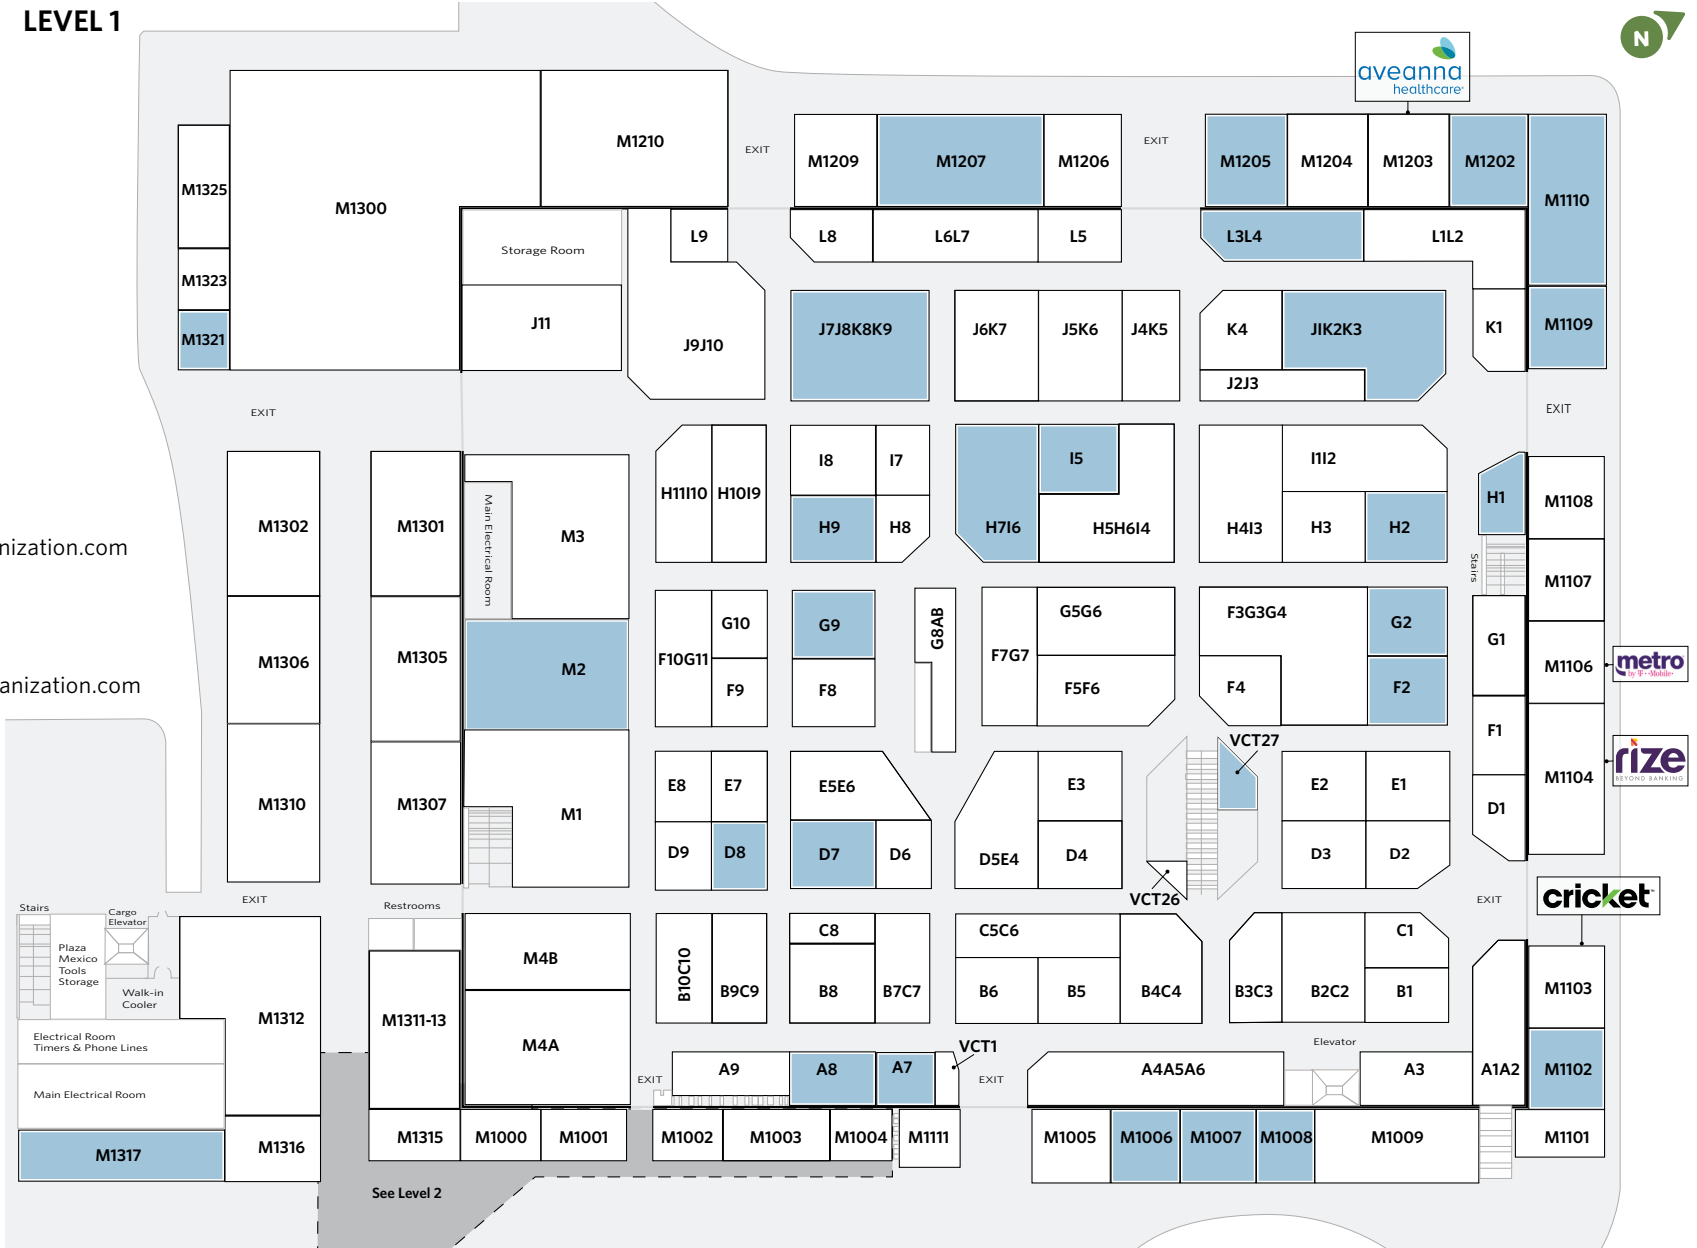 LEVEL 1
N
aveanna
healthcare
M1325
M1300
M1210
EXIT
M1209
M1207
M1206
EXIT
M1205
M1204
M1203
M1202
M1110
Storage Room
L9
L8
L6L7
L5
L3L4
L1L2
M1323
M1321
J11
J9J10
J7J8K8K9
J6K7
J5K6
J4K5
K4
JIK2K3
K1
M1109
J2J3
EXIT
EXIT
M1302
M1301
Main Electrical Room
M3
H11I10
H10I9
I8
I7
H9
H8
H7I6
I5
H5H6I4
I1I2
H4I3
H3
H2
H1
M1108
nization.com
Stairs
M1107
M1306
M1305
M2
F10G11
G10
F9
G9
F8
G8AB
F7G7
G5G6
F5F6
F3G3G4
F4
G2
F2
G1
M1106
metro
by T-Mobile
anization.com
F1
VCT27
rize
BEYOND BANKING
M1310
M1307
M1
E8
E7
E5E6
E3
E2
E1
M1104
D1
D9
D8
D7
D6
D5E4
D4
D3
D2
VCT26
EXIT
EXIT
cricket
Stairs
Cargo
Elevator
Restrooms
Plaza
Mexico
Tools
Storage
Walk-in
Cooler
M1312
M1311-13
M4B
M4A
B10C10
B9C9
C8
B8
B7C7
C5C6
B6
B5
B4C4
B3C3
B2C2
C1
B1
M1103
Electrical Room
Timers & Phone Lines
Main Electrical Room
Elevator
VCT1
EXIT
A9
A8
A7
EXIT
A4A5A6
A3
A1A2
M1102
M1317
M1316
M1315
M1000
M1001
M1002
M1003
M1004
M1111
M1005
M1006
M1007
M1008
M1009
M1101
See Level 2